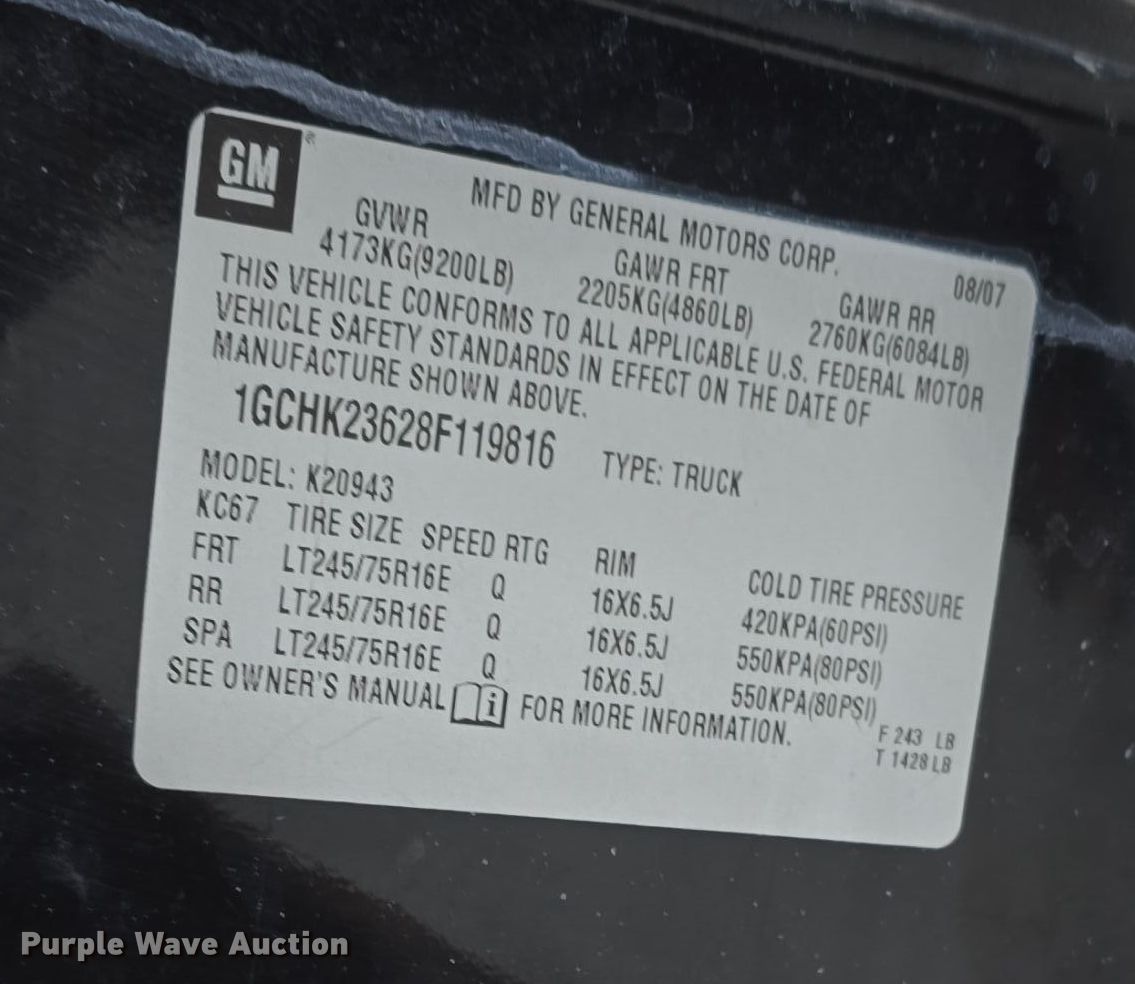 GM
MFD BY GENERAL MOTORS CORP.
08/07
GVWR GAWR FRT GAWR RR
4173KG(9200LB) 2205KG(4860LB) 2760KG(6084LB)
THIS VEHICLE CONFORMS TO ALL APPLICABLE U.S. FEDERAL MOTOR
VEHICLE SAFETY STANDARDS IN EFFECT ON THE DATE OF
MANUFACTURE SHOWN ABOVE.
1GCHK23628F119816 TYPE: TRUCK
MODEL: K20943
KC67 TIRE SIZE SPEED RTG RIM COLD TIRE PRESSURE
FRT LT245/75R16E Q 16X6.5J 420KPA(60PSI)
RR LT245/75R16E Q 16X6.5J 550KPA(80PSI)
SPA LT245/75R16E Q 16X6.5J 550KPA(80PSI)
SEE OWNER'S MANUAL i FOR MORE INFORMATION.
F 243 LB
T 1428 LB
Purple Wave Auction